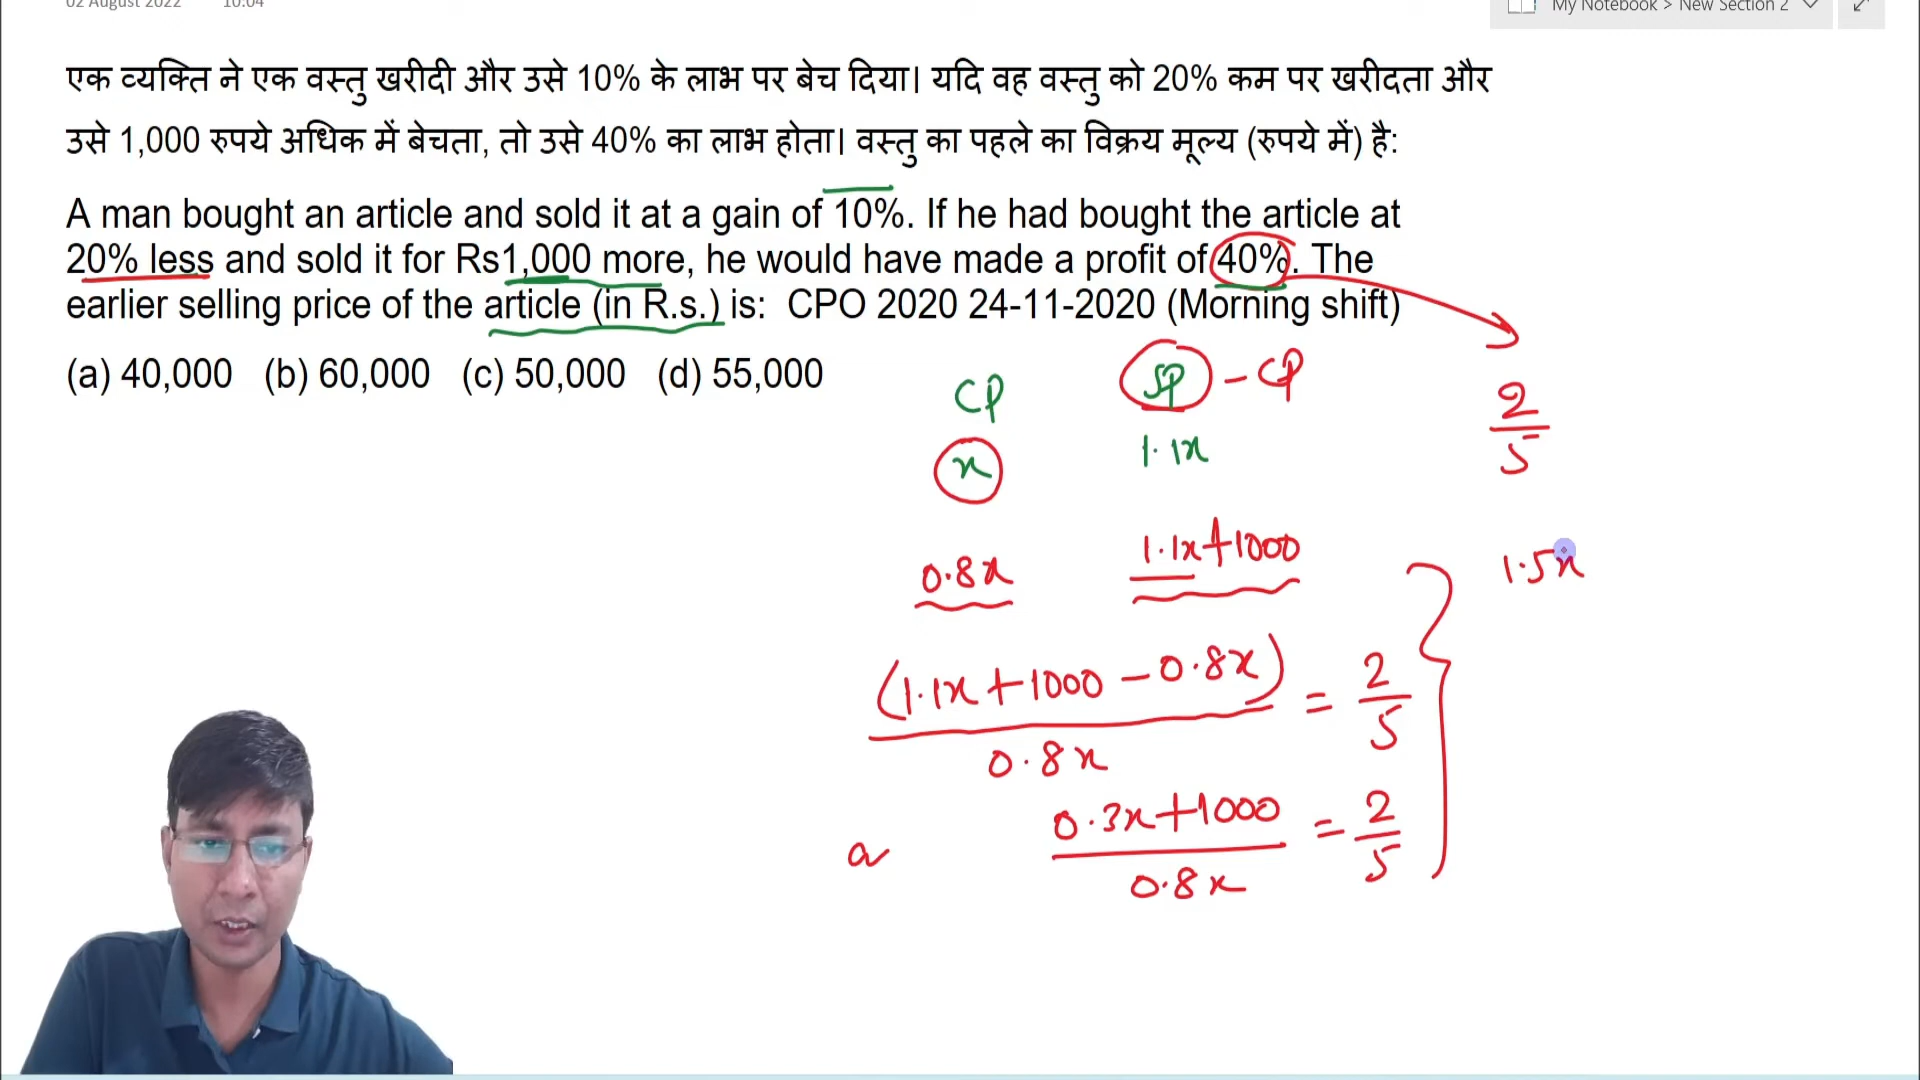 02 August 2022 10:04
My Notebook > New Section 2
एक व्यक्ति ने एक वस्तु खरीदी और उसे 10% के लाभ पर बेच दिया। यदि वह वस्तु को 20% कम पर खरीदता और
उसे 1,000 रुपये अधिक में बेचता, तो उसे 40% का लाभ होता। वस्तु का पहले का विक्रय मूल्य (रुपये में) है:
A man bought an article and sold it at a gain of 10%. If he had bought the article at
20% less and sold it for Rs1,000 more, he would have made a profit of 40%. The
earlier selling price of the article (in R.s.) is: CPO 2020 24-11-2020 (Morning shift)
(a) 40,000 (b) 60,000 (c) 50,000 (d) 55,000
CP SP - CP
2/5
x 1.1x
0.8x 1.1x+1000 1.5x
(1.1x+1000-0.8x)/0.8x = 2/5
a 0.3x+1000/0.8x = 2/5